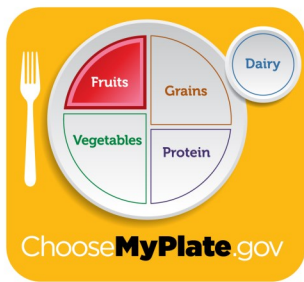 Dairy
Fruits
Grains
Vegetables
Protein
ChooseMyPlate.gov